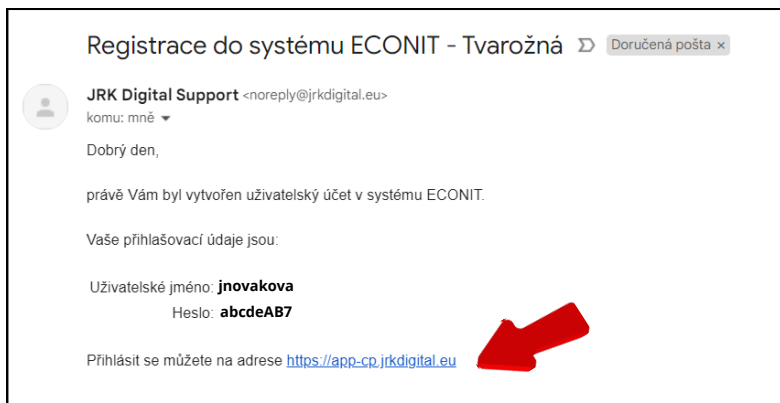 Registrace do systému ECONIT - Tvarožná Doručená pošta ×
JRK Digital Support <noreply@jrkdigital.eu>
komu: mně
Dobrý den,
právě Vám byl vytvořen uživatelský účet v systému ECONIT.
Vaše přihlašovací údaje jsou:
Uživatelské jméno: jnovakova
Heslo: abcdeAB7
Přihlásit se můžete na adrese https://app-cp.jrkdigital.eu